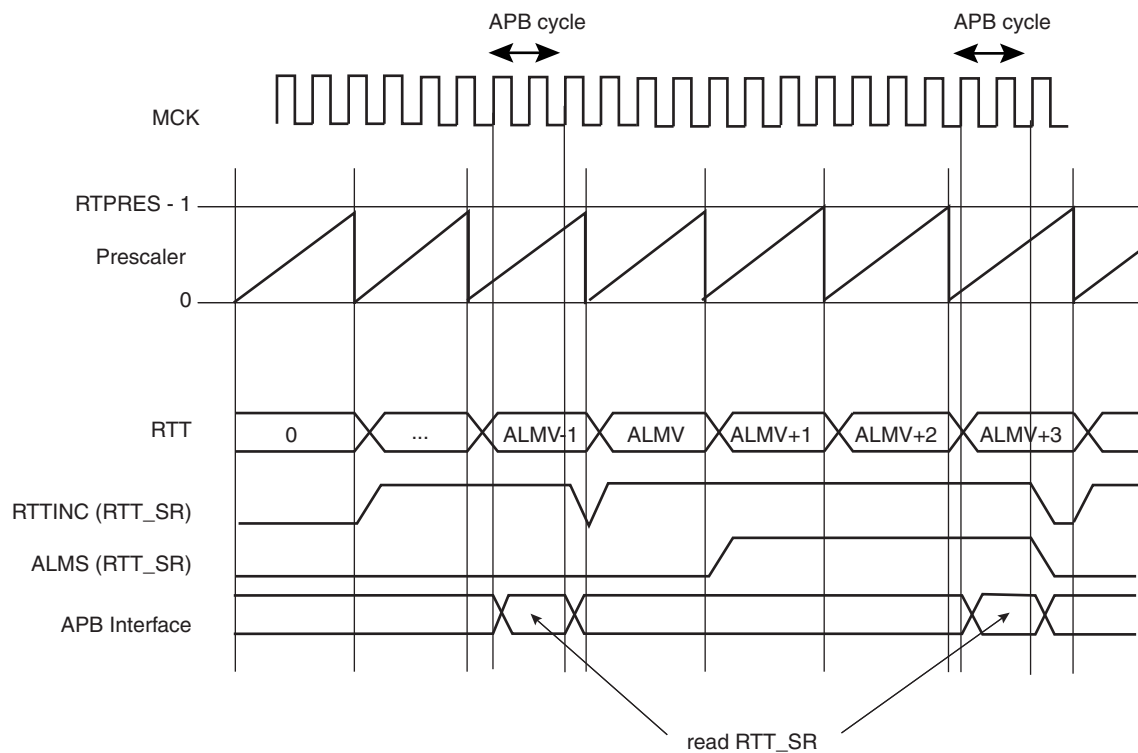 APB cycle
APB cycle
MCK
RTPRES - 1
Prescaler
0
RTT
0
...
ALMV-1
ALMV
ALMV+1
ALMV+2
ALMV+3
RTTINC (RTT_SR)
ALMS (RTT_SR)
APB Interface
read RTT_SR